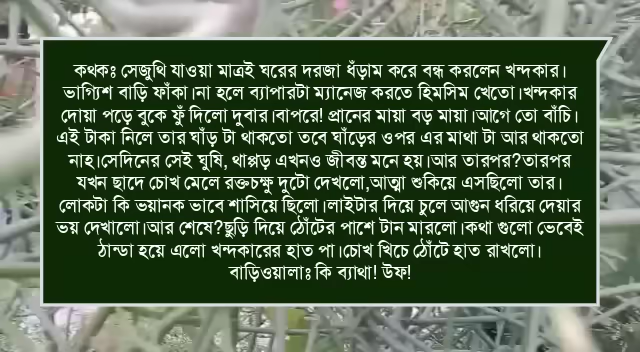 কথকঃ সেজুথি যাওয়া মাত্রই ঘরের দরজা ধঁড়াম করে বন্ধ করলেন খন্দকার।
ভাগ্যিশ বাড়ি ফাঁকা।না হলে ব্যাপারটা ম্যানেজ করতে হিমসিম খেতো।খন্দকার
দোয়া পড়ে বুকে ফুঁ দিলো দুবার।বাপরে! প্রানের মায়া বড় মায়া।আগে তো বাঁচি।
এই টাকা নিলে তার ঘাঁড় টা থাকতো তবে ঘাঁড়ের ওপর এর মাথা টা আর থাকতো
নাহ।সেদিনের সেই ঘুষি, থাপ্পড় এখনও জীবন্ত মনে হয়।আর তারপর?তারপর
যখন ছাদে চোখ মেলে রক্তচক্ষু দুটো দেখলো,আত্মা শুকিয়ে এসছিলো তার।
লোকটা কি ভয়ানক ভাবে শাসিয়ে ছিলো।লাইটার দিয়ে চুলে আগুন ধরিয়ে দেয়ার
ভয় দেখালো।আর শেষে?ছুড়ি দিয়ে ঠোঁটের পাশে টান মারলো।কথা গুলো ভেবেই
ঠান্ডা হয়ে এলো খন্দকারের হাত পা।চোখ খিচে ঠোঁটে হাত রাখলো।
বাড়িওয়ালাঃ কি ব্যাথা! উফ!